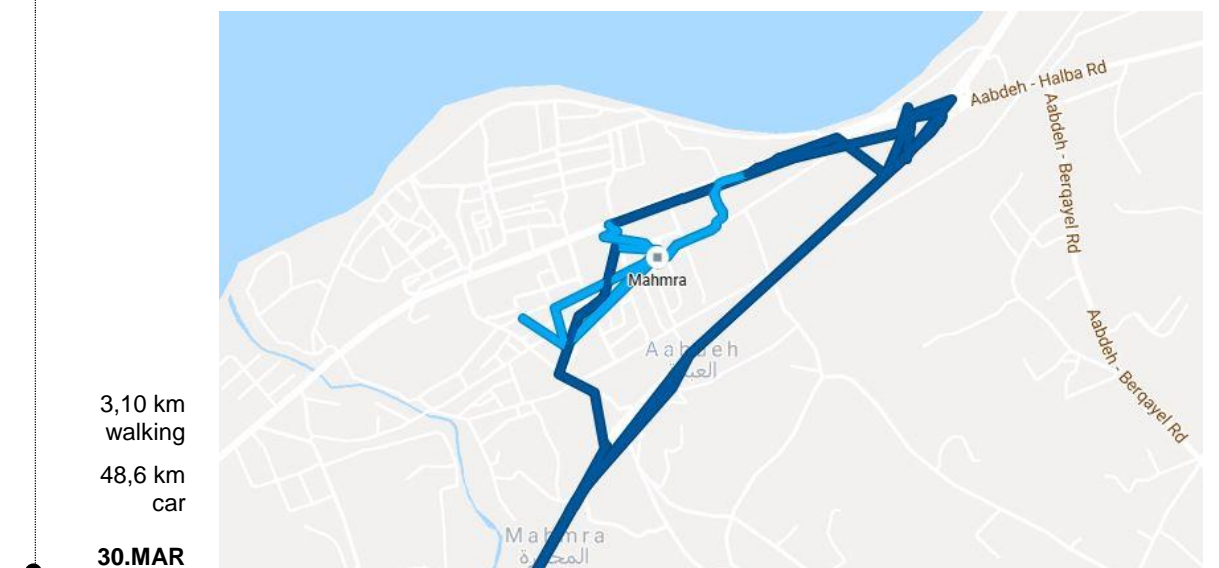 Aabdeh - Halba Rd
Aabdeh - Berqayel Rd
Mahmra
Aabdeh
Aabdeh - Berqayel Rd
3,10 km
walking
48,6 km
car
30.MAR
Mahmra
المحمرة